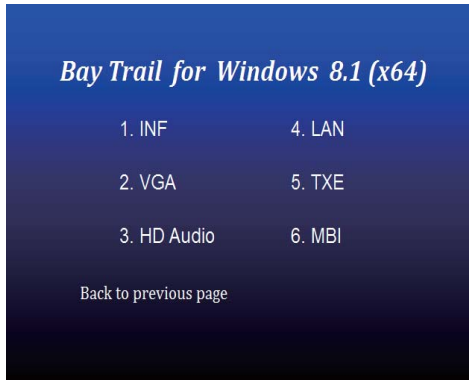 Bay Trail for Windows 8.1 (x64)
1. INF
2. VGA
3. HD Audio
4. LAN
5. TXE
6. MBI
Back to previous page